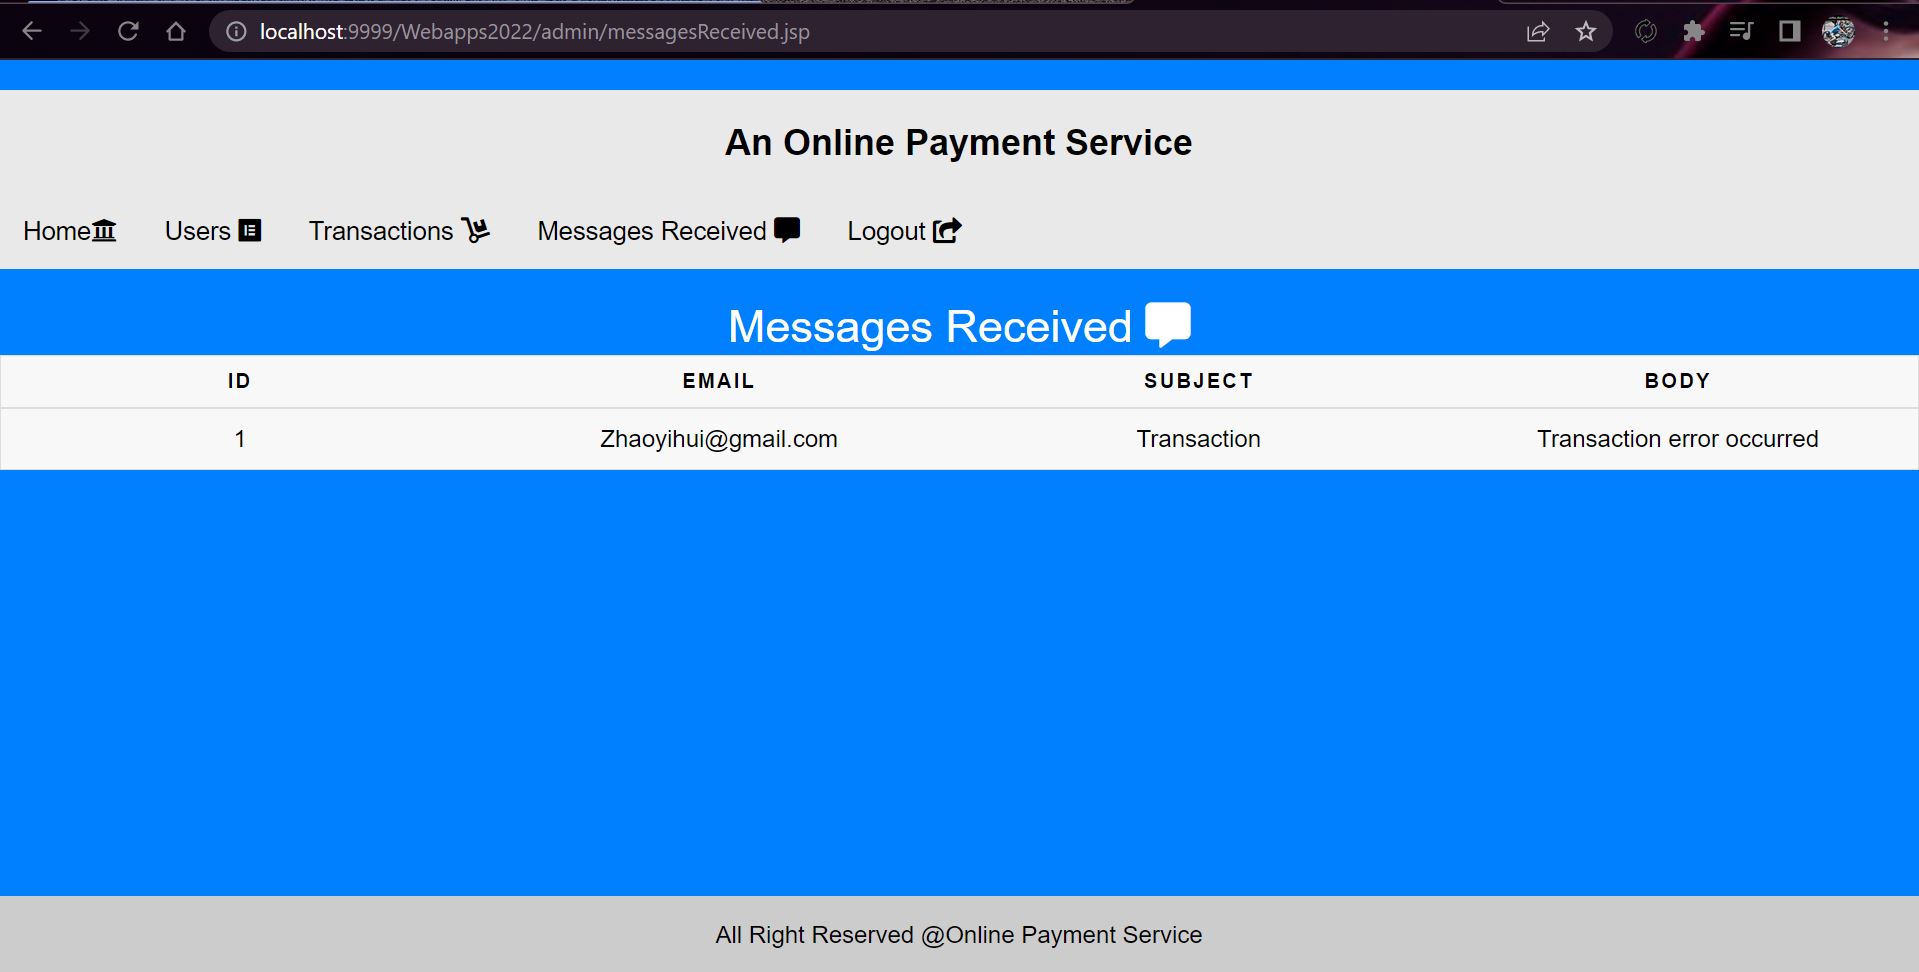 localhost:9999/Webapps2022/admin/messagesReceived.jsp
An Online Payment Service
Home Users Transactions Messages Received Logout
Messages Received
ID EMAIL SUBJECT BODY
1 Zhaoyihui@gmail.com Transaction Transaction error occurred
All Right Reserved @Online Payment Service